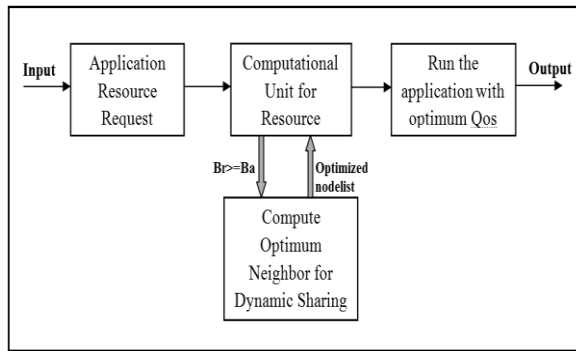 Input
Application
Resource
Request
Computational
Unit for
Resource
Run the
application with
optimum Qos
Output
Br>=Ba
Optimized
nodelist
Compute
Optimum
Neighbor for
Dynamic Sharing